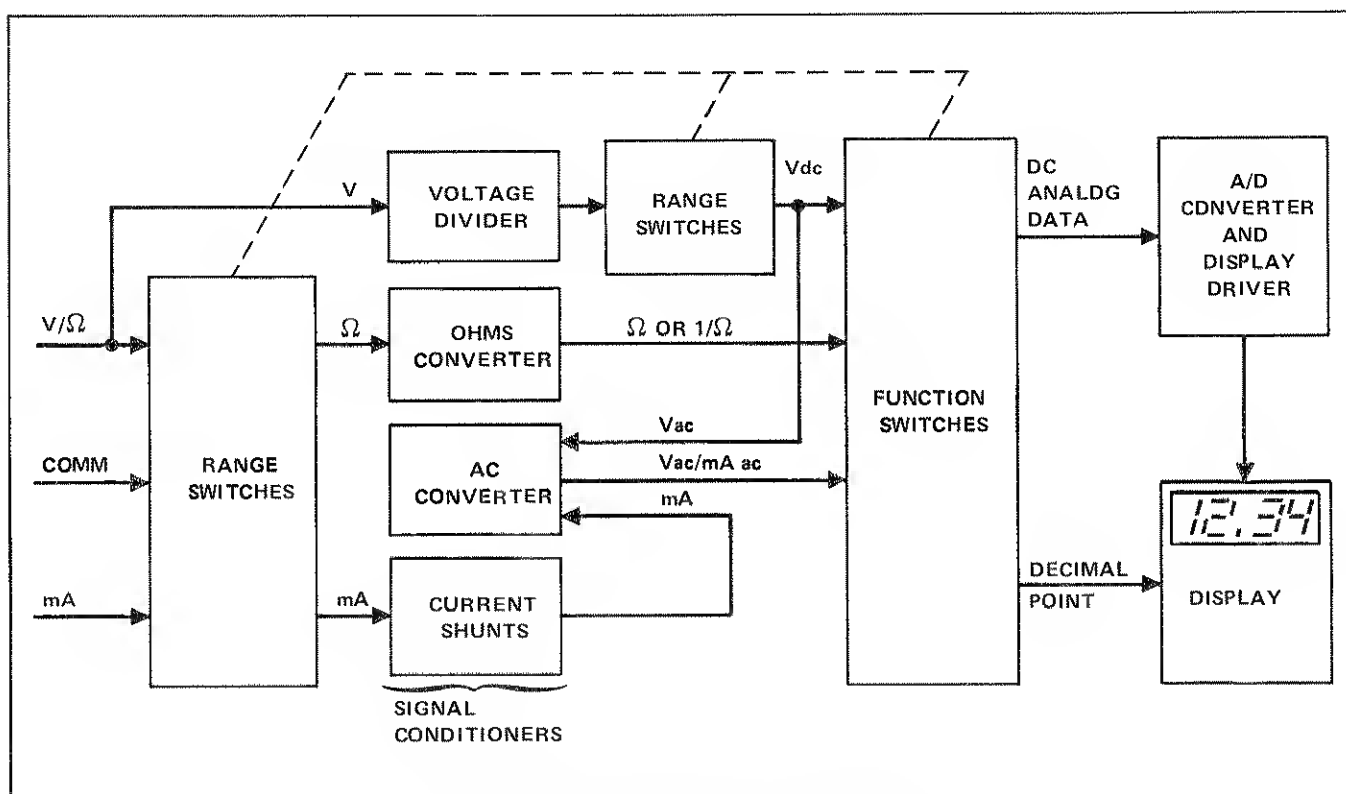 V
VOLTAGE
DIVIDER
RANGE
SWITCHES
Vdc
DC
ANALDG
DATA
A/D
CDNVERTER
AND
DISPLAY
DRIVER
V/Ω
Ω
OHMS
CONVERTER
Ω OR 1/Ω
FUNCTION
SWITCHES
COMM
RANGE
SWITCHES
AC
CONVERTER
Vac
Vac/mA ac
mA
12.34
DISPLAY
mA
mA
CURRENT
SHUNTS
DECIMAL
POINT
SIGNAL
CONDITIONERS